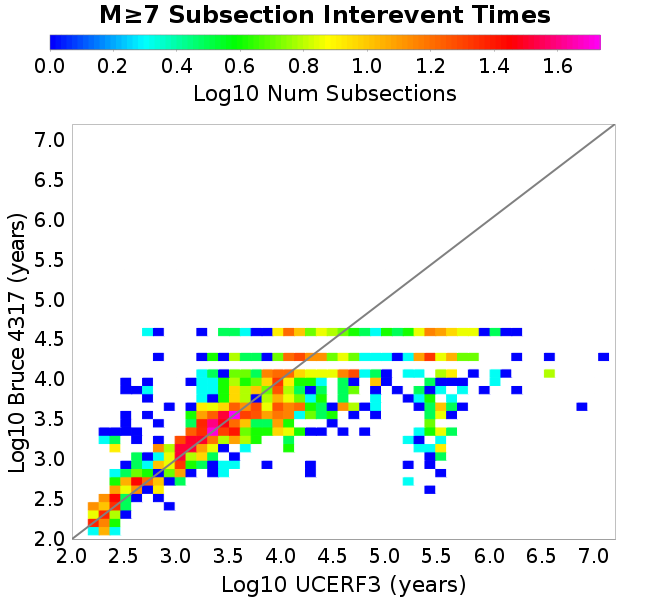 M≥7 Subsection Interevent Times
0.0 0.2 0.4 0.6 0.8 1.0 1.2 1.4 1.6
Log10 Num Subsections
Log10 Bruce 4317 (years)
7.0
6.5
6.0
5.5
5.0
4.5
4.0
3.5
3.0
2.5
2.0
2.0 2.5 3.0 3.5 4.0 4.5 5.0 5.5 6.0 6.5 7.0
Log10 UCERF3 (years)